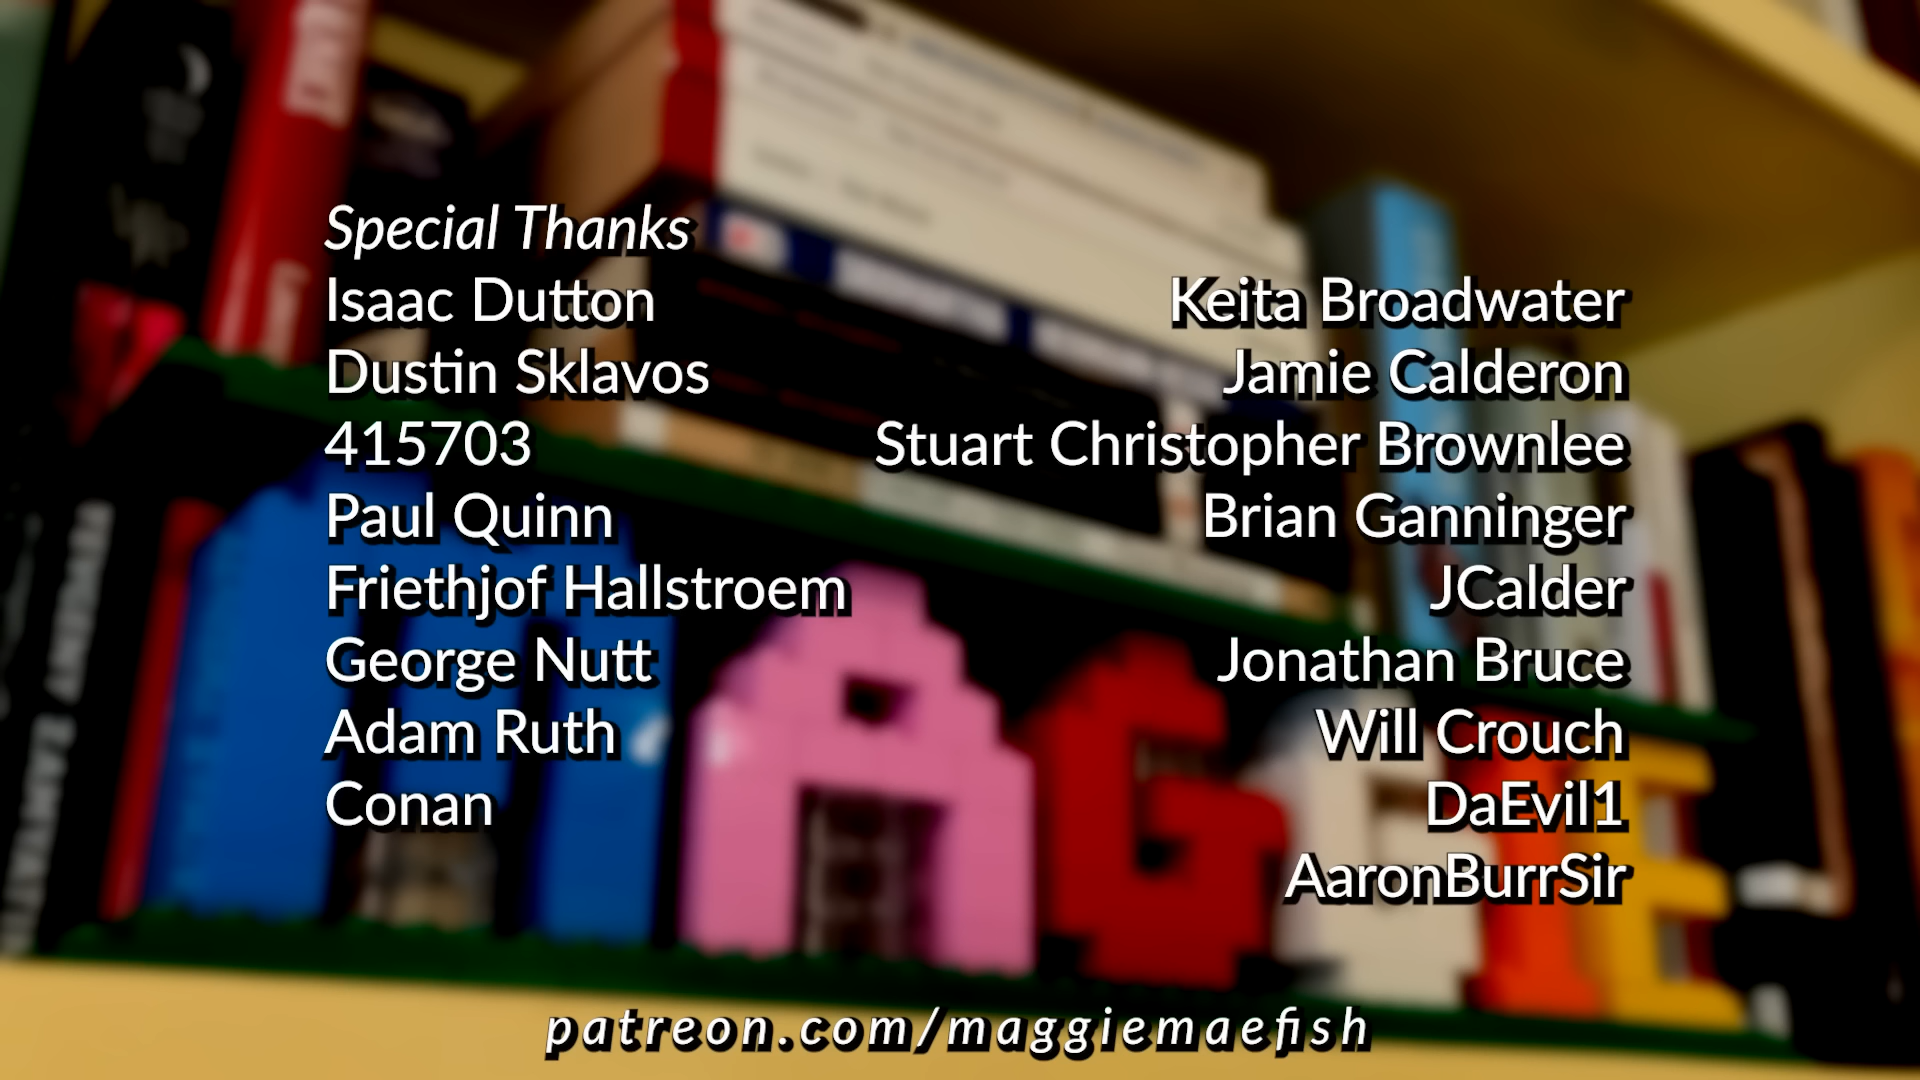 Special Thanks
Isaac Dutton
Dustin Sklavos
415703
Paul Quinn
Friethjof Hallstroem
George Nutt
Adam Ruth
Conan
Keita Broadwater
Jamie Calderon
Stuart Christopher Brownlee
Brian Ganninger
JCalder
Jonathan Bruce
Will Crouch
DaEvil1
AaronBurrSir
MAGGIE
patreon.com/maggiemaefish